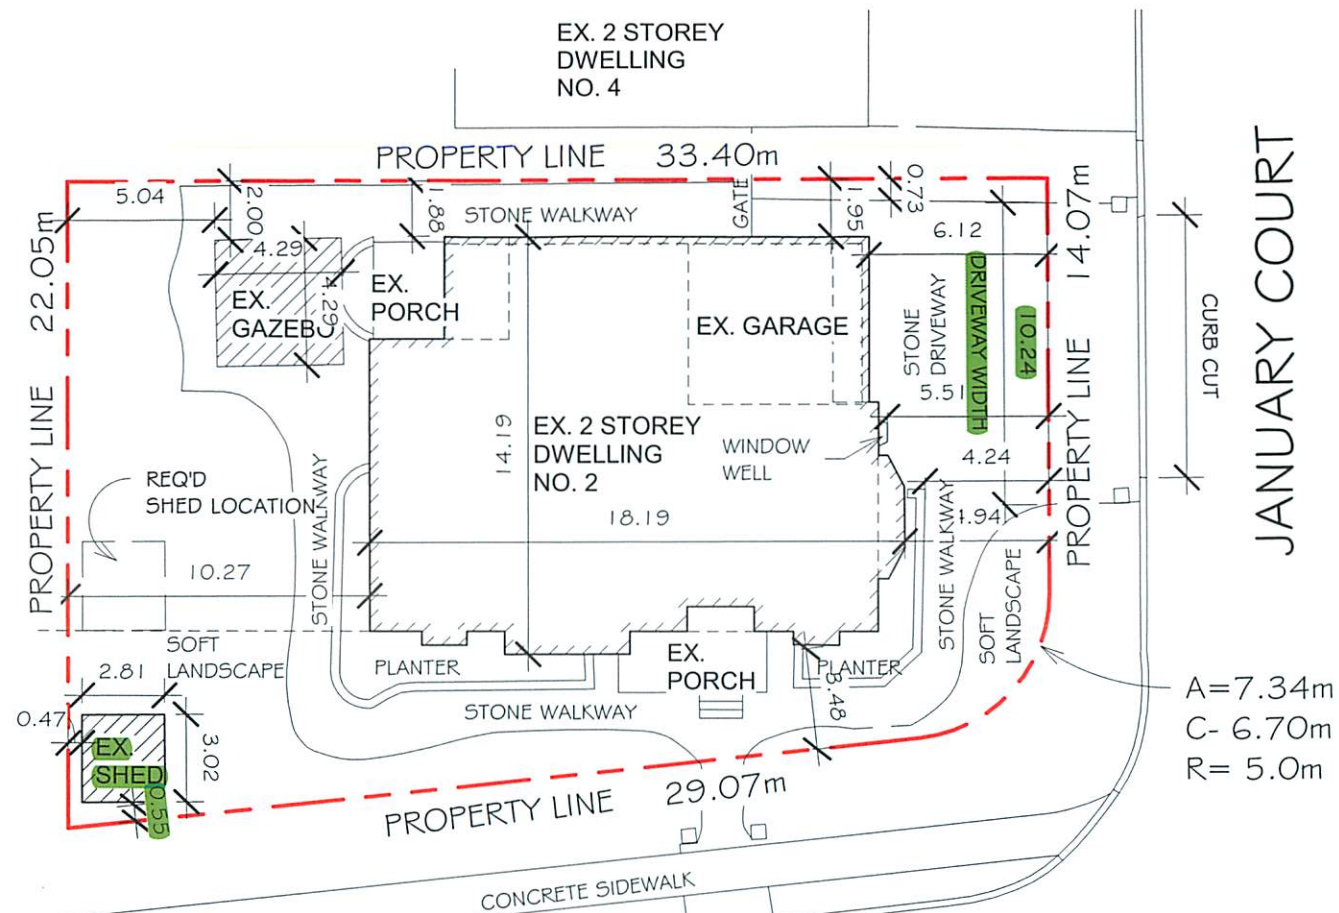 EX. 2 STOREY
DWELLING
NO. 4
PROPERTY LINE 33.40m
5.04
2.00
1.88
STONE WALKWAY
GATE
1.95
0.73
6.12
14.07m
22.05m
4.29
4.29
EX.
GAZEBO
EX.
PORCH
EX. GARAGE
STONE
DRIVEWAY
DRIVEWAY WIDTH
10.24
CURB CUT
JANUARY COURT
PROPERTY LINE
PROPERTY LINE
5.51
14.19
EX. 2 STOREY
DWELLING
NO. 2
WINDOW
WELL
4.24
REQ'D
SHED LOCATION
STONE WALKWAY
18.19
4.94
STONE WALKWAY
10.27
SOFT
LANDSCAPE
SOFT
LANDSCAPE
2.81
PLANTER
EX.
PORCH
PLANTER
3.48
STONE WALKWAY
0.47
EX.
SHED
3.02
0.55
A=7.34m
C- 6.70m
R= 5.0m
PROPERTY LINE 29.07m
CONCRETE SIDEWALK